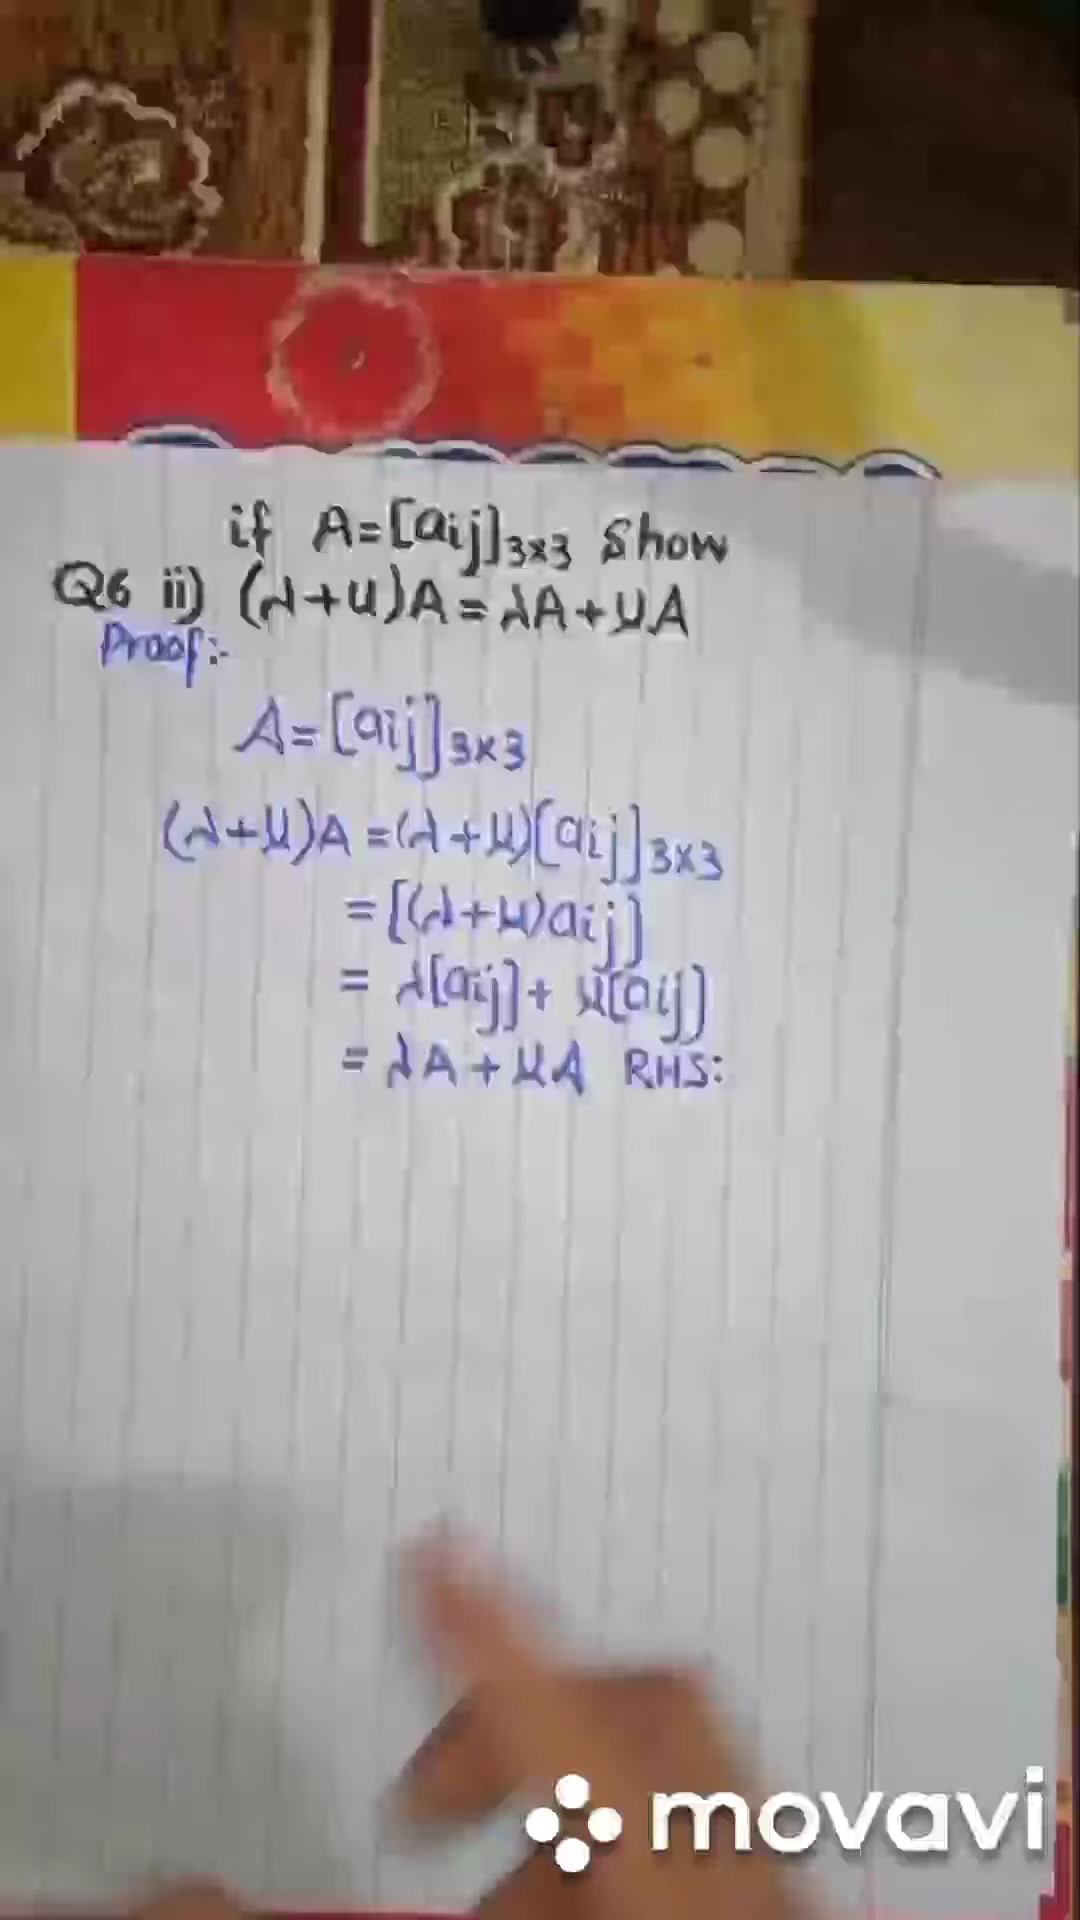 if A=[aij]3×3 show
Q6 ii) (λ+μ)A=λA+μA
Proof:-
A=[aij]3×3
(λ+μ)A=(λ+μ)[aij]3×3
=[(λ+μ)aij]
= λ[aij]+ μ[aij]
= λA+μA RHS:
movavi